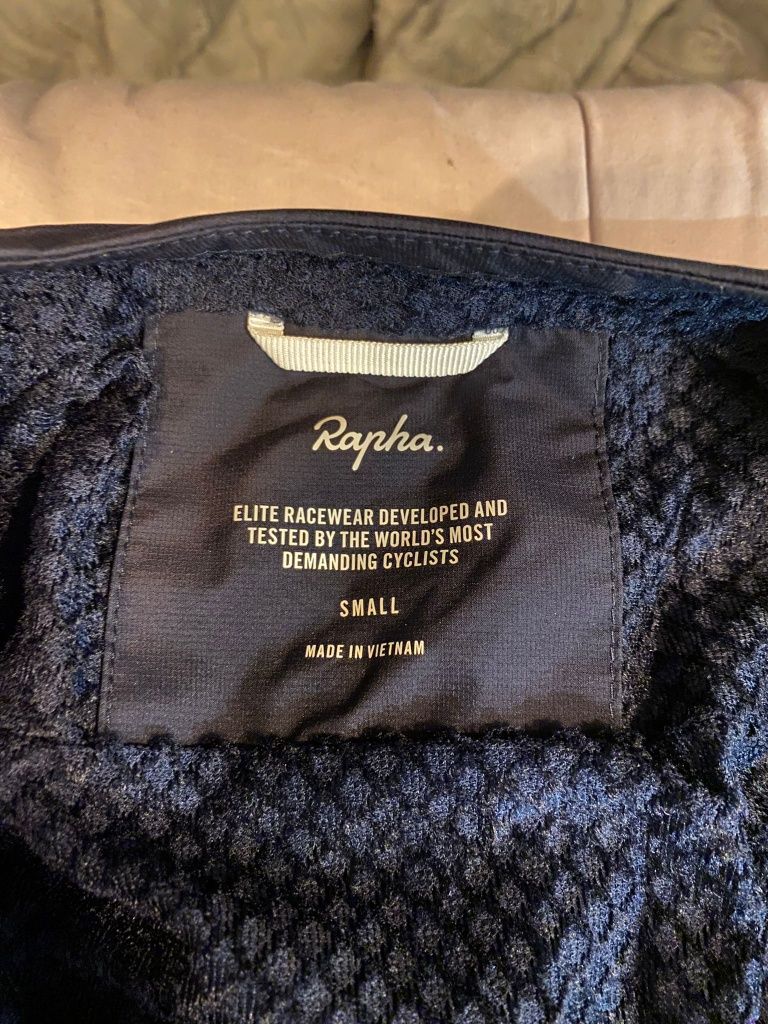 Rapha.
ELITE RACEWEAR DEVELOPED AND
TESTED BY THE WORLD'S MOST
DEMANDING CYCLISTS
SMALL
MADE IN VIETNAM